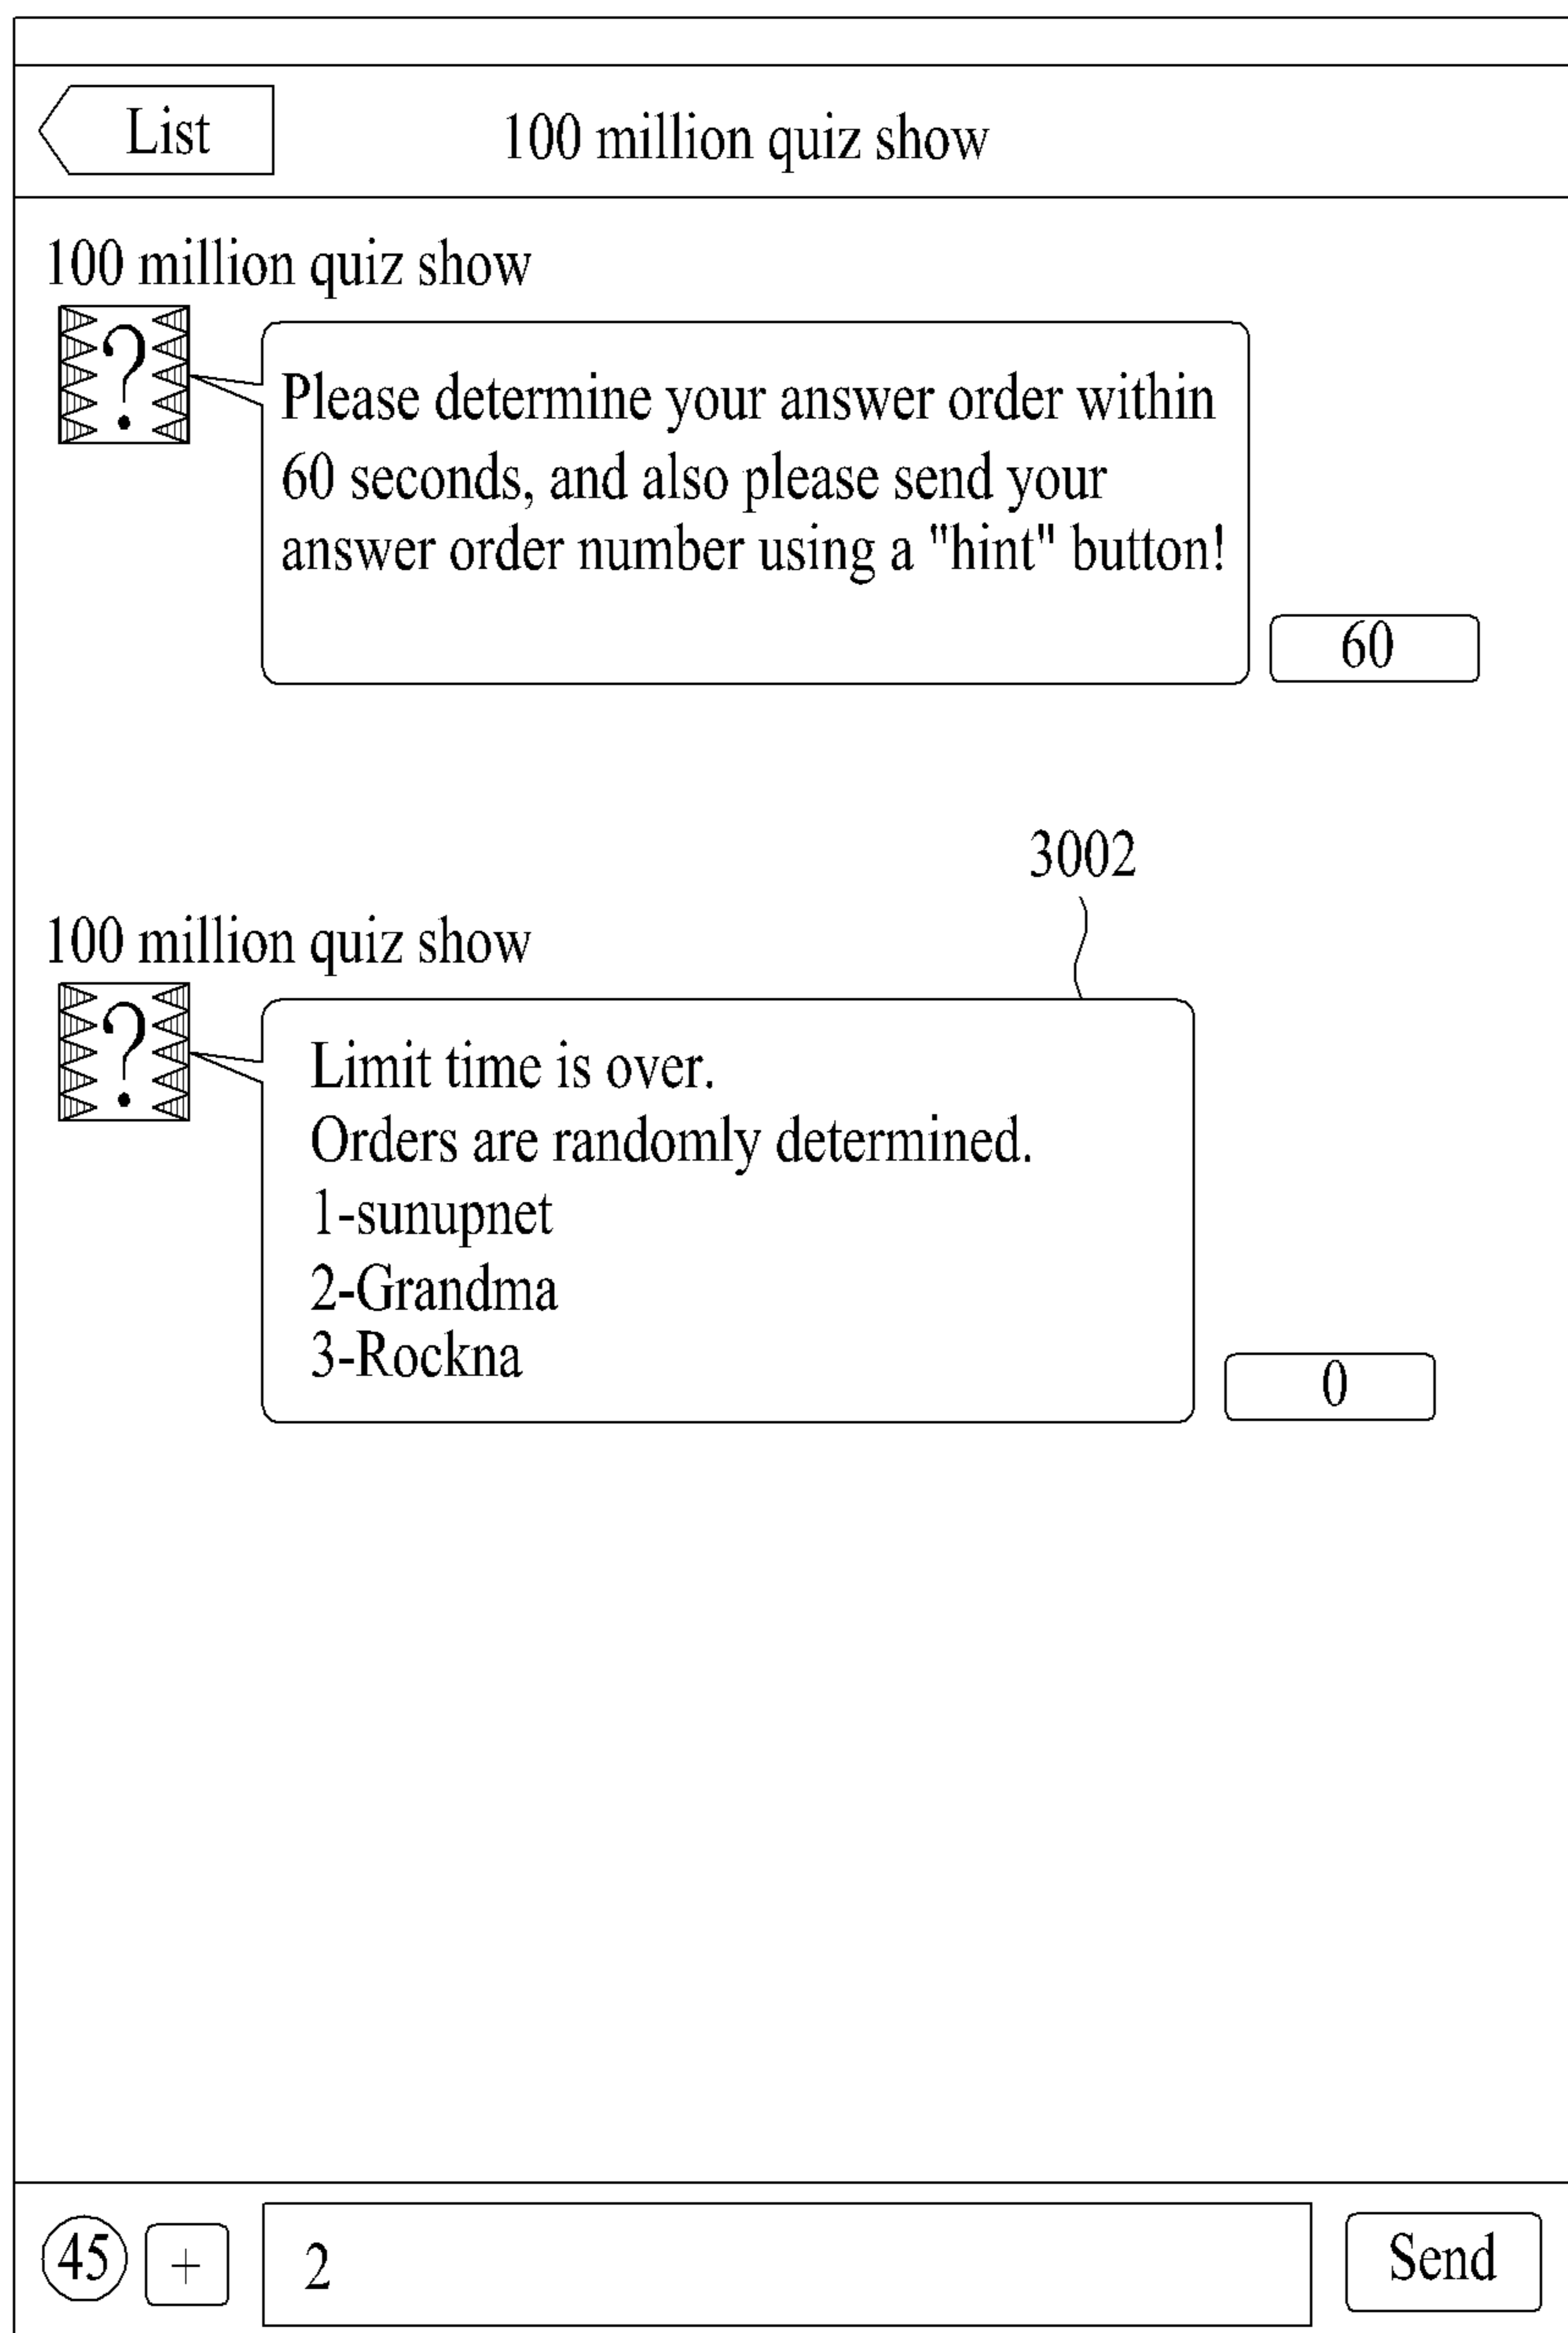 List
100 million quiz show
100 million quiz show
?
Please determine your answer order within
60 seconds, and also please send your
answer order number using a "hint" button!
60
3002
100 million quiz show
?
Limit time is over.
Orders are randomly determined.
1-sunupnet
2-Grandma
3-Rockna
0
45
+
2
Send